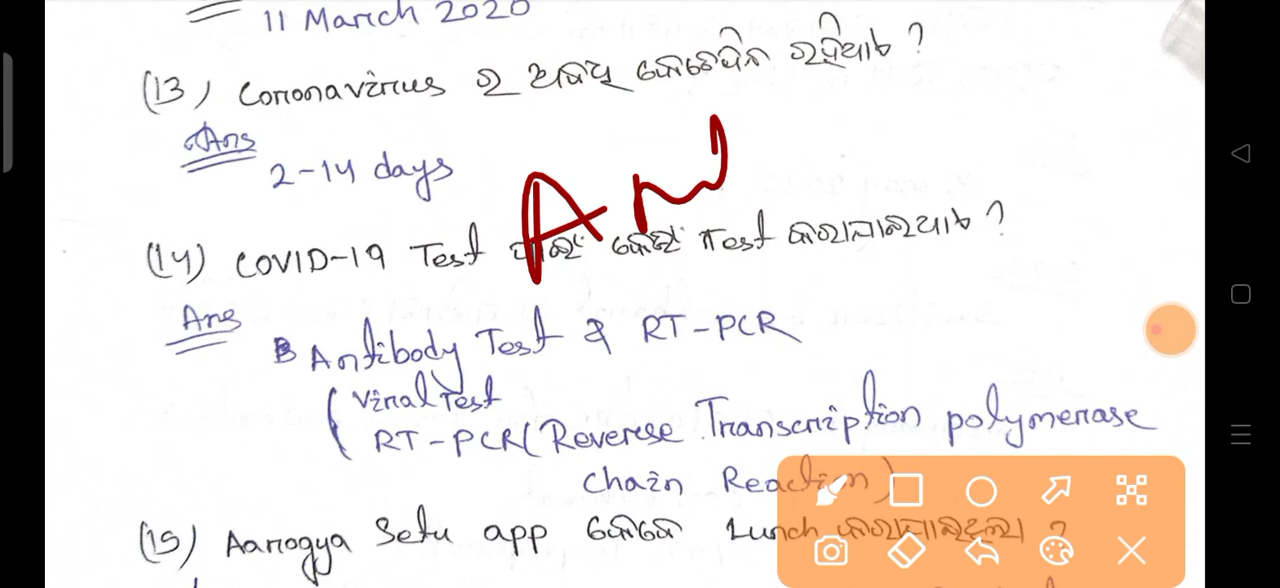 11 March 2020
(13) Coronavirus ର ଅବଧି କେତେଦିନ ରହିଥାଏ ?
Ans
2-14 days
AN
(14) COVID-19 Test ପାଇଁ କେଉଁ Test କରାଯାଇଥାଏ ?
Ans
Antibody Test & RT-PCR
(Viral Test
RT-PCR (Reverse Transcription polymerase
Chain Reaction)
(15) Aarogya Setu app କେବେ Lunch କରାଯାଇଥିଲା ?